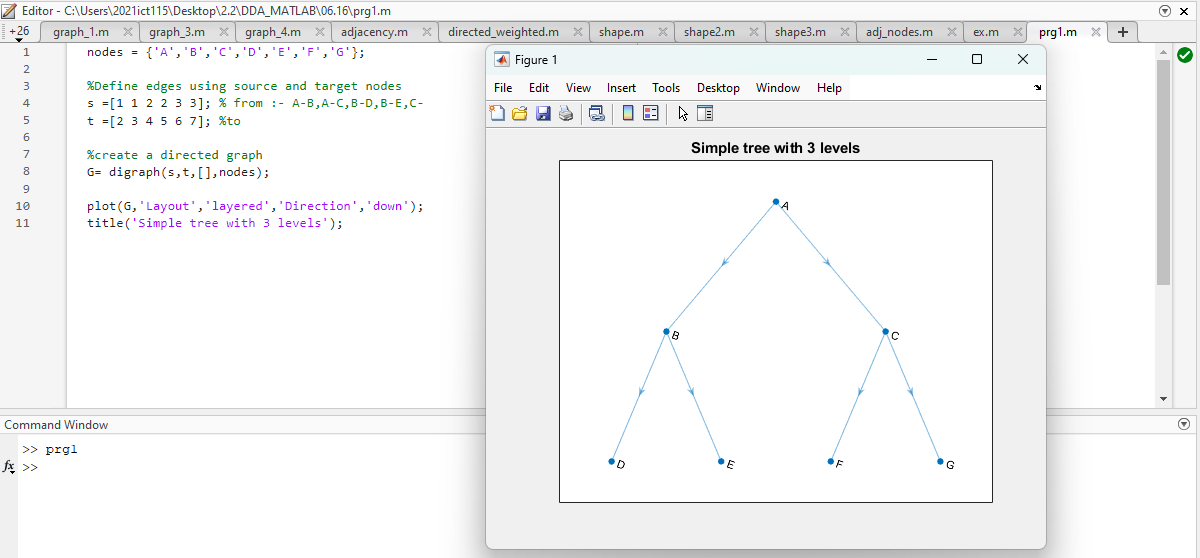 Editor - C:\Users\2021ict115\Desktop\2.2\DDA_MATLAB\06.16\prg1.m
+26 graph_1.m graph_3.m graph_4.m adjacency.m directed_weighted.m shape.m shape2.m shape3.m adj_nodes.m ex.m prg1.m +
1 nodes = {'A','B','C','D','E','F','G'};
2
3 %Define edges using source and target nodes
4 s =[1 1 2 2 3 3]; % from :- A-B,A-C,B-D,B-E,C-
5 t =[2 3 4 5 6 7]; %to
6
7 %create a directed graph
8 G= digraph(s,t,[],nodes);
9
10 plot(G,'Layout','layered','Direction','down');
11 title('Simple tree with 3 levels');
Figure 1
File Edit View Insert Tools Desktop Window Help
Simple tree with 3 levels
A
B C
D E F G
Command Window
>> prg1
fx >>